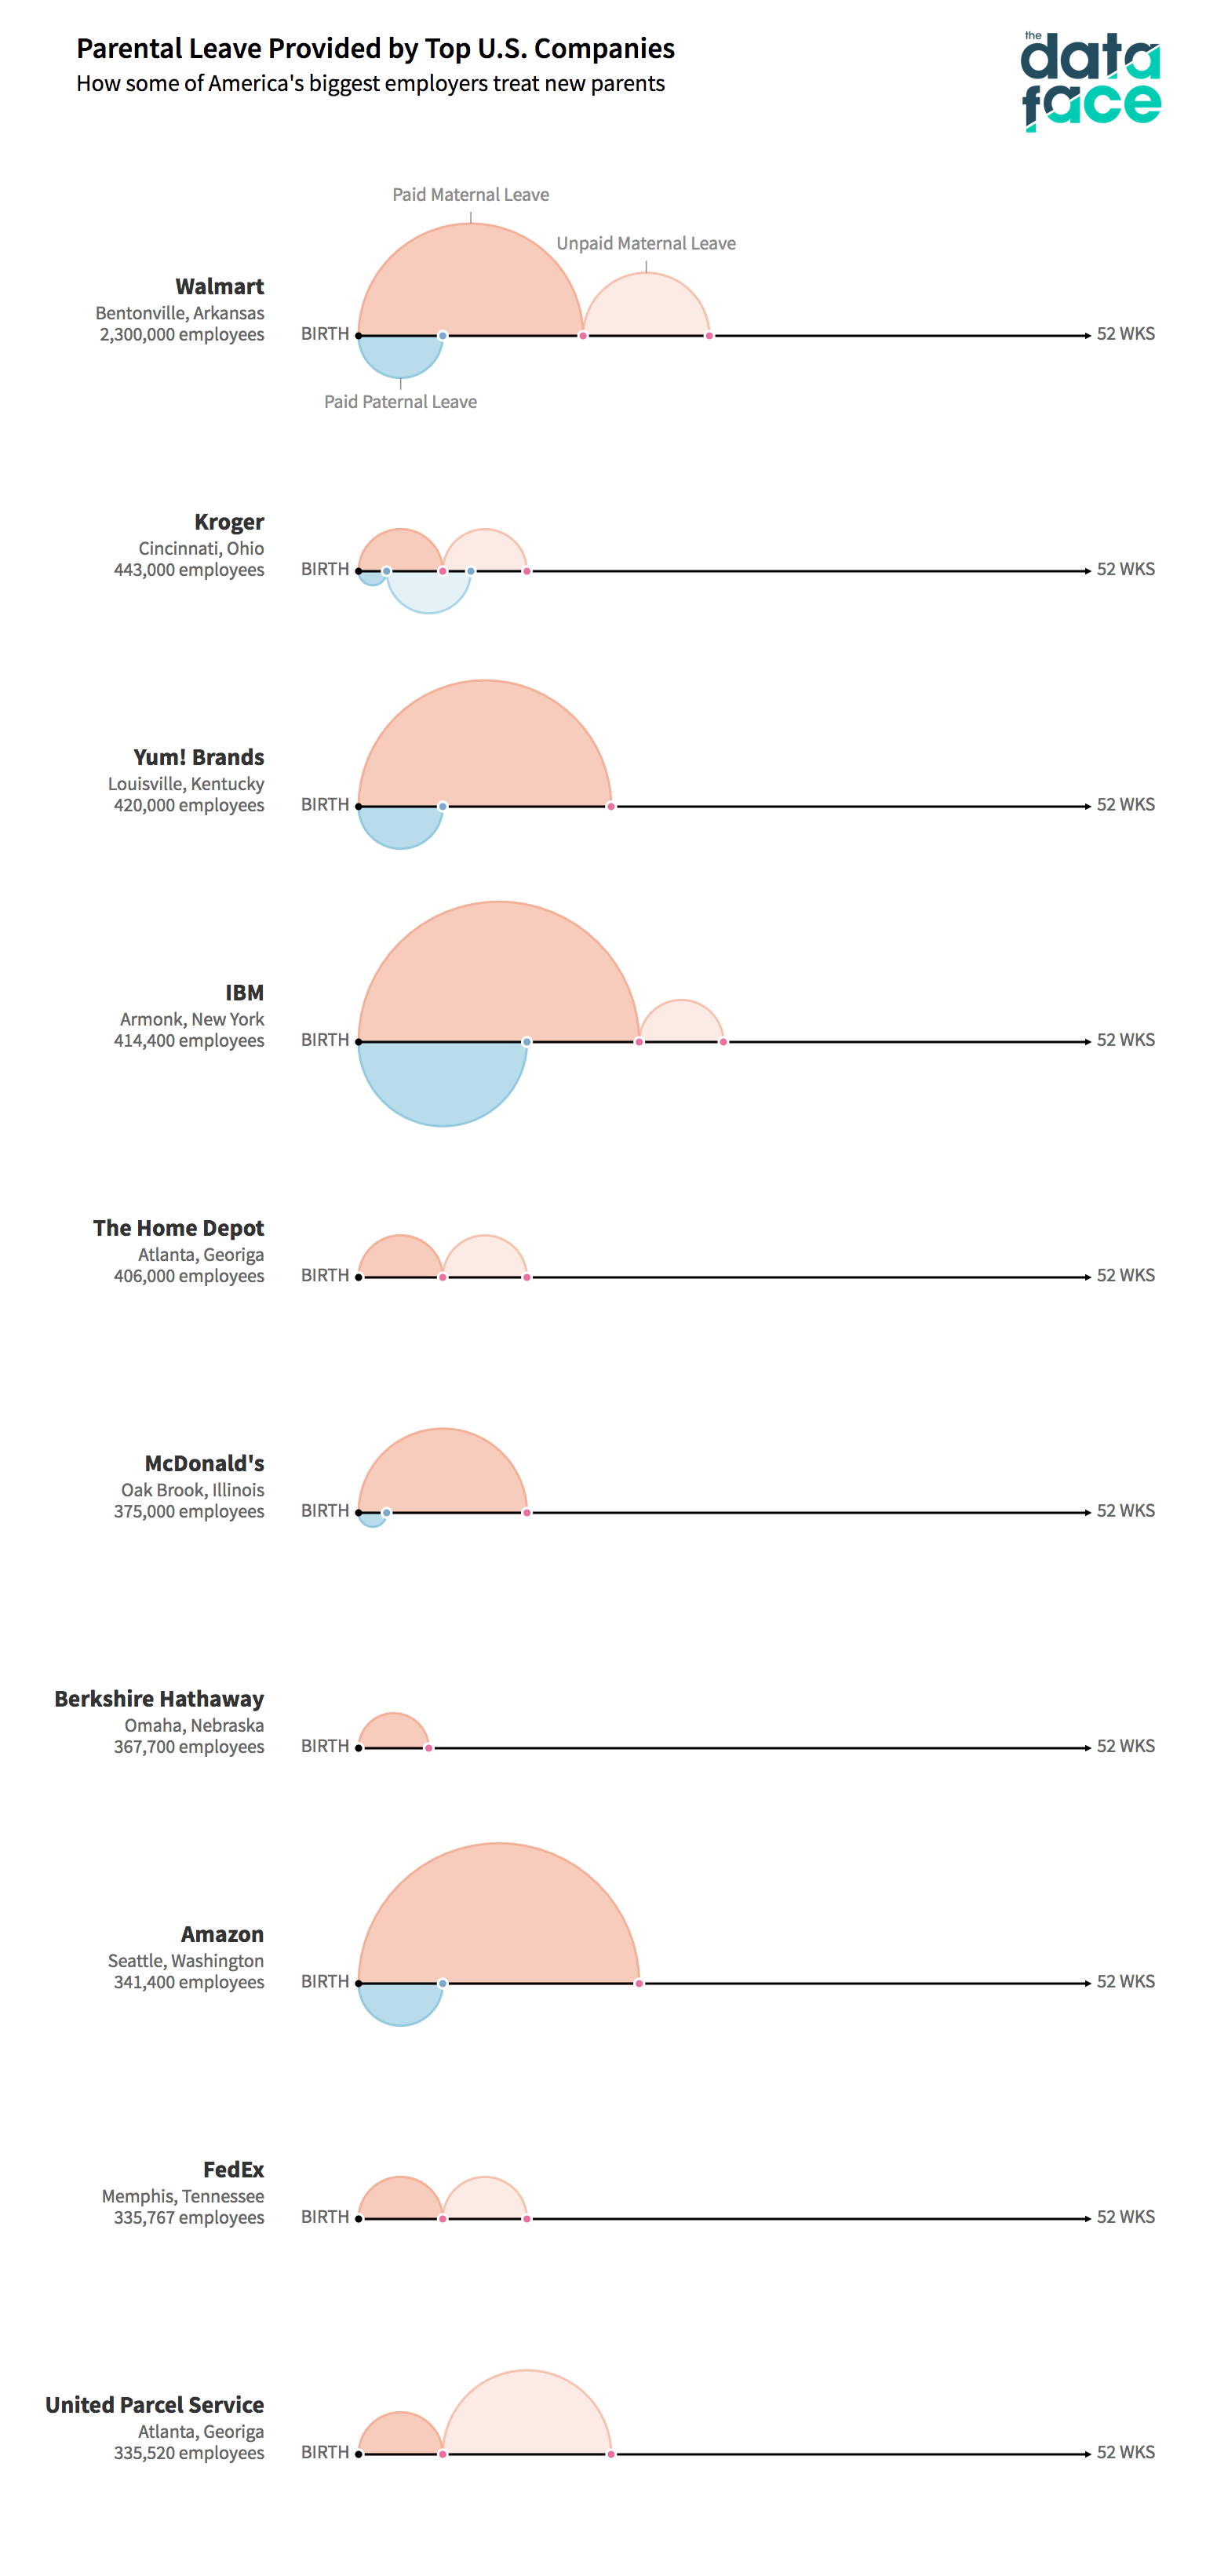 Parental Leave Provided by Top U.S. Companies
How some of America's biggest employers treat new parents
the
data
face
Paid Maternal Leave
Unpaid Maternal Leave
Walmart
Bentonville, Arkansas
2,300,000 employees
BIRTH
52 WKS
Paid Paternal Leave
Kroger
Cincinnati, Ohio
443,000 employees
BIRTH
52 WKS
Yum! Brands
Louisville, Kentucky
420,000 employees
BIRTH
52 WKS
IBM
Armonk, New York
414,400 employees
BIRTH
52 WKS
The Home Depot
Atlanta, Georiga
406,000 employees
BIRTH
52 WKS
McDonald's
Oak Brook, Illinois
375,000 employees
BIRTH
52 WKS
Berkshire Hathaway
Omaha, Nebraska
367,700 employees
BIRTH
52 WKS
Amazon
Seattle, Washington
341,400 employees
BIRTH
52 WKS
FedEx
Memphis, Tennessee
335,767 employees
BIRTH
52 WKS
United Parcel Service
Atlanta, Georiga
335,520 employees
BIRTH
52 WKS